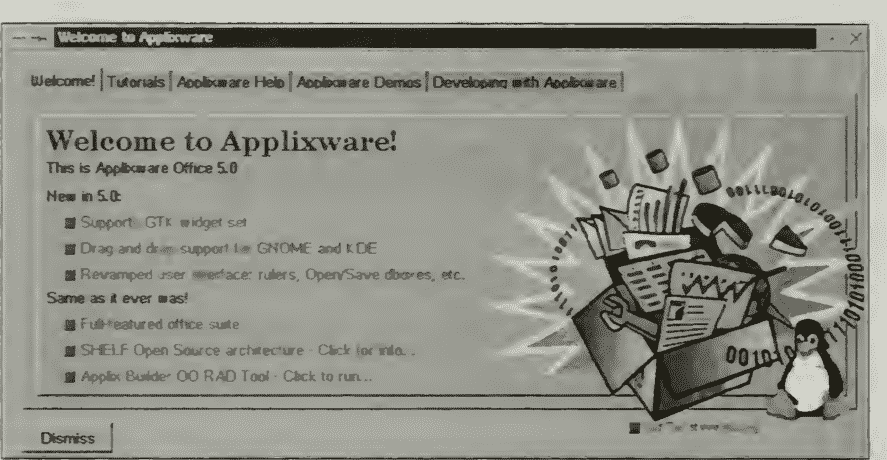 Welcome to Applixware
Welcome! Tutorials Applixware Help Applixware Demos Developing with Applixware
Welcome to Applixware!
This is Applixware Office 5.0
New in 5.0:
Supports GTK widget set
Drag and drop support for GNOME and KDE
Revamped user interface: rulers, Open/Save dboxes, etc.
Same as it ever was!
Full-featured office suite
SHELF Open Source architecture - Click for info...
Applix Builder OO RAD Tool - Click to run...
Dismiss